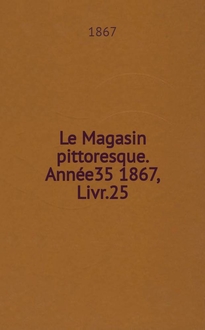 1867
Le Magasin
pittoresque.
Année35 1867,
Livr.25